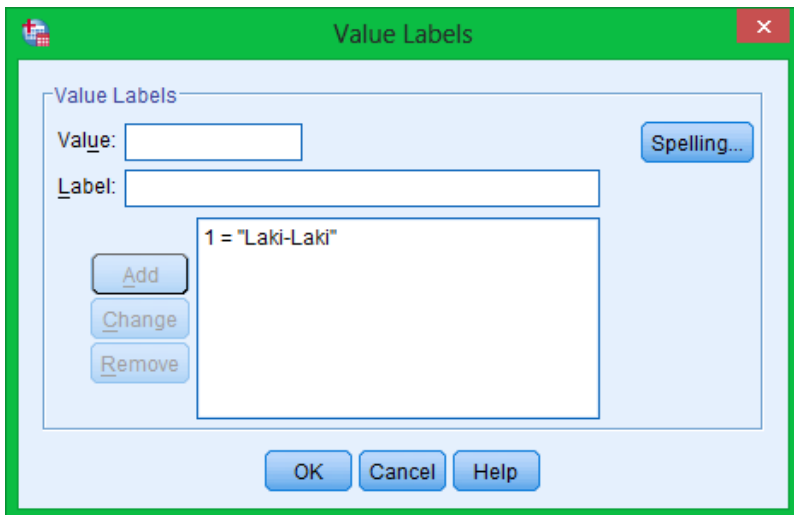 Value Labels
Value Labels
Value:
Spelling...
Label:
1 = "Laki-Laki"
Add
Change
Remove
OK Cancel Help